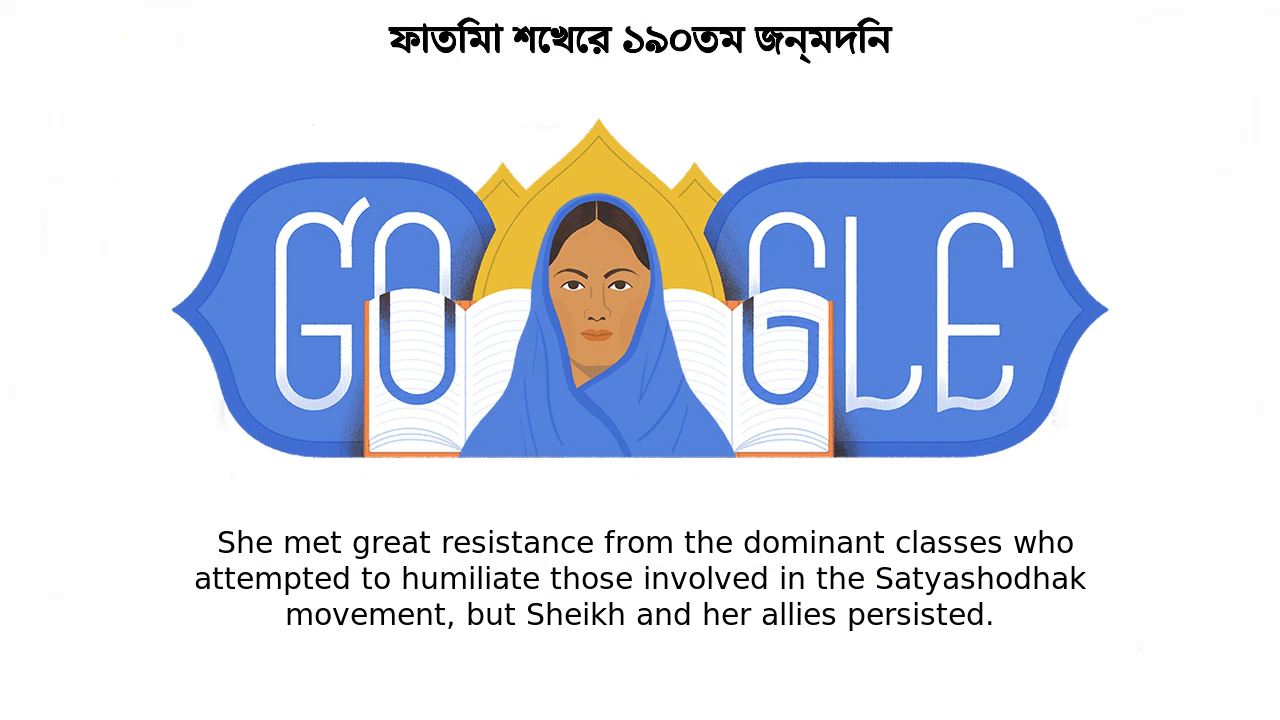 ফাতিমা শেখের ১৯০তম জন্মদিন
GOOGLE
She met great resistance from the dominant classes who
attempted to humiliate those involved in the Satyashodhak
movement, but Sheikh and her allies persisted.